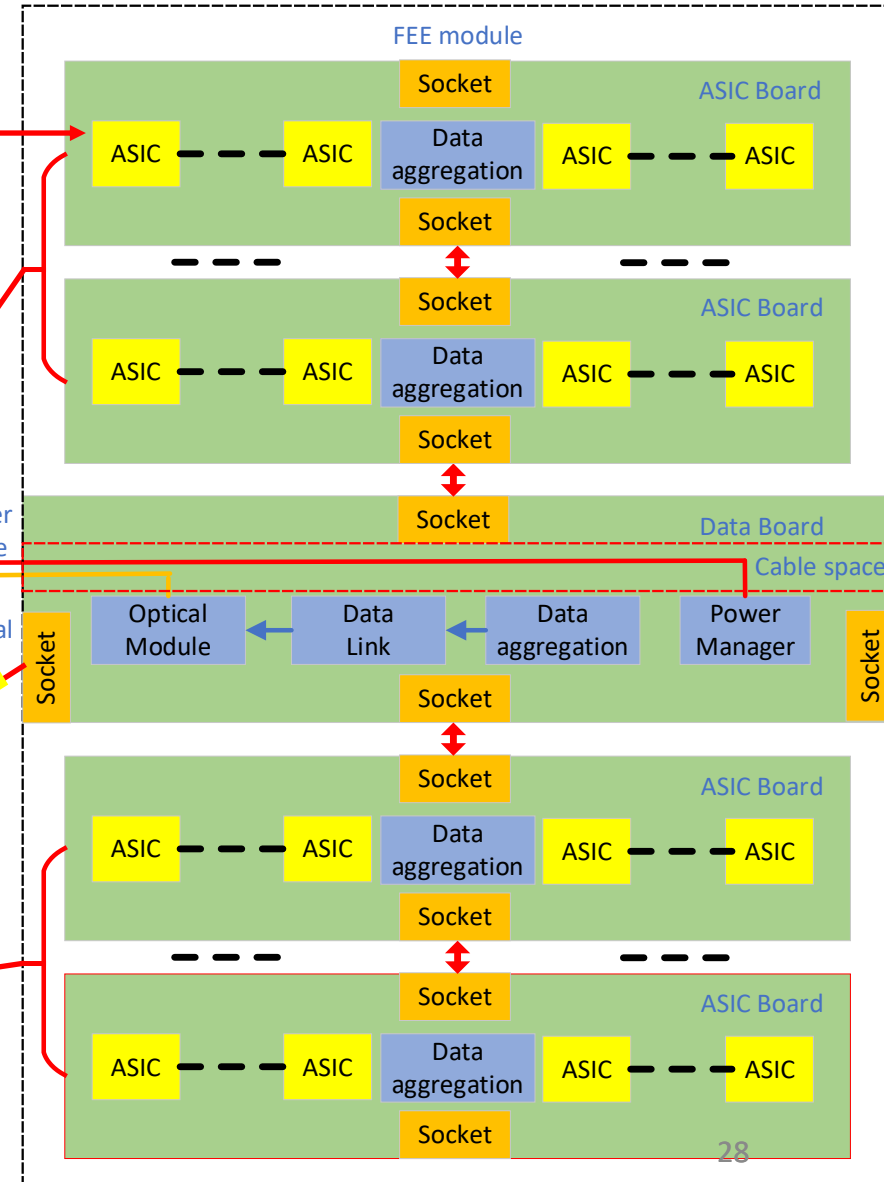 FEE module
Socket
ASIC Board
ASIC
ASIC
Data
aggregation
ASIC
ASIC
Socket
Socket
ASIC Board
ASIC
ASIC
Data
aggregation
ASIC
ASIC
Socket
Socket
Data Board
Cable space
Socket
Optical
Module
Data
Link
Data
aggregation
Power
Manager
Socket
Socket
Socket
ASIC Board
ASIC
ASIC
Data
aggregation
ASIC
ASIC
Socket
Socket
ASIC Board
ASIC
ASIC
Data
aggregation
ASIC
ASIC
Socket
28